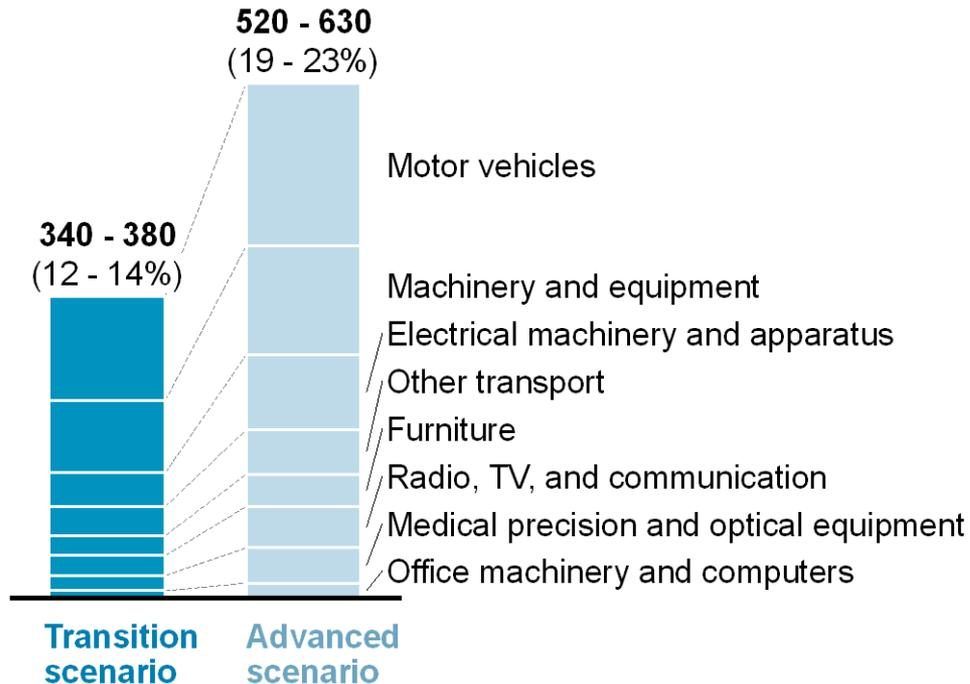 520 - 630
(19 - 23%)
Motor vehicles
340 - 380
(12 - 14%)
Machinery and equipment
Electrical machinery and apparatus
Other transport
Furniture
Radio, TV, and communication
Medical precision and optical equipment
Office machinery and computers
Transition
scenario
Advanced
scenario